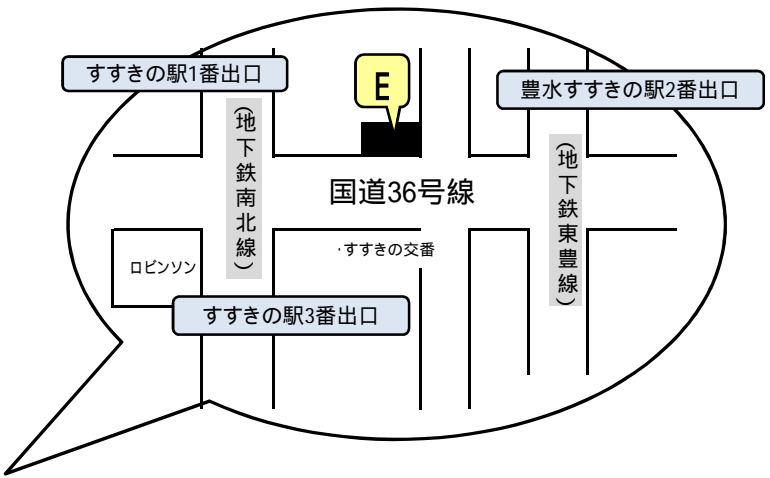 すすきの駅1番出口
E
豊水すすきの駅2番出口
(地下鉄南北線)
(地下鉄東豊線)
国道36号線
・すすきの交番
ロビンソン
すすきの駅3番出口